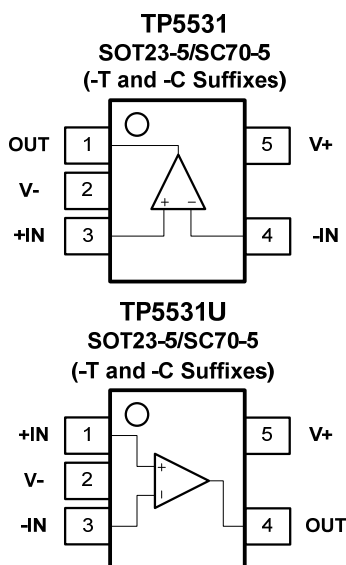 TP5531
SOT23-5/SC70-5
(-T and -C Suffixes)
OUT 1 5 V+
V- 2
+IN 3 + − 4 -IN
TP5531U
SOT23-5/SC70-5
(-T and -C Suffixes)
+IN 1 5 V+
+
V- 2
−
-IN 3 4 OUT